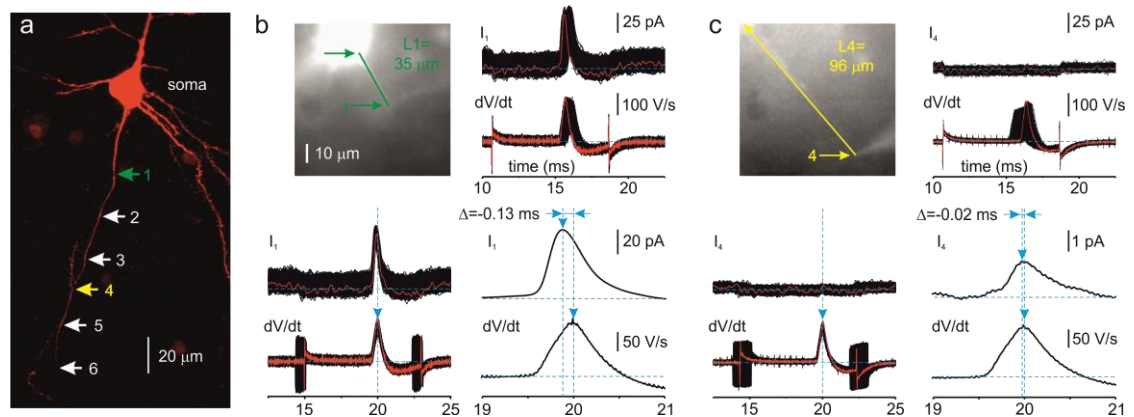 a
soma
1
2
3
4
5
6
20 μm
b
L1=
35 μm
1
10 μm
I1
25 pA
dV/dt
100 V/s
time (ms)
10 15 20
I1
dV/dt
15 20 25
Δ=-0.13 ms
I1
20 pA
dV/dt
50 V/s
19 20 21
c
L4=
96 μm
4
I4
25 pA
dV/dt
100 V/s
time (ms)
10 15 20
I4
dV/dt
15 20 25
Δ=-0.02 ms
I4
1 pA
dV/dt
50 V/s
19 20 21